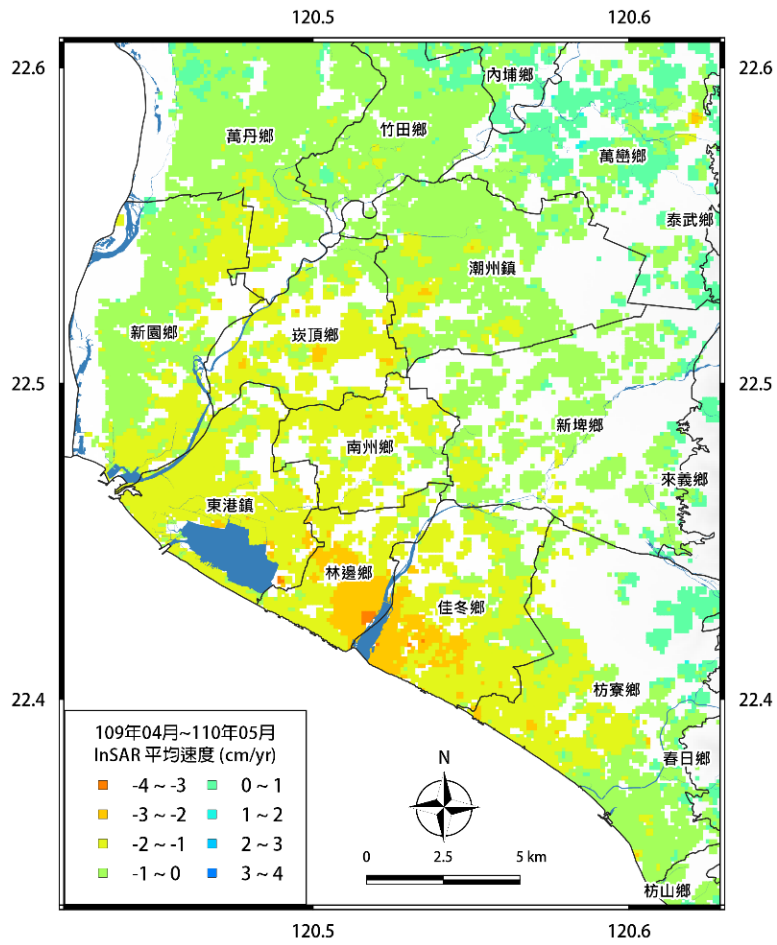 120.5
120.6
22.6
22.6
內埔鄉
萬丹鄉
竹田鄉
萬巒鄉
泰武鄉
潮州鎮
新園鄉
崁頂鄉
22.5
22.5
新埤鄉
南州鄉
來義鄉
東港鎮
林邊鄉
佳冬鄉
枋寮鄉
22.4
22.4
春日鄉
枋山鄉
109年04月~110年05月
InSAR 平均速度 (cm/yr)
-4 ~ -3
0 ~ 1
-3 ~ -2
1 ~ 2
-2 ~ -1
2 ~ 3
-1 ~ 0
3 ~ 4
N
0
2.5
5 km
120.5
120.6